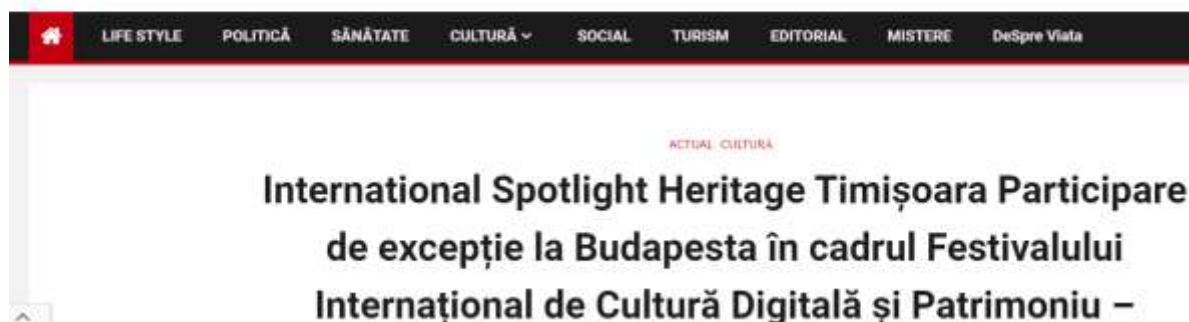 LIFE STYLE POLITICĂ SĂNĂTATE CULTURĂ SOCIAL TURISM EDITORIAL MISTERE DeSpre Viata
ACTUAL CULTURĂ
International Spotlight Heritage Timișoara Participare
de excepție la Budapesta în cadrul Festivalului
Internațional de Cultură Digitală și Patrimoniu –